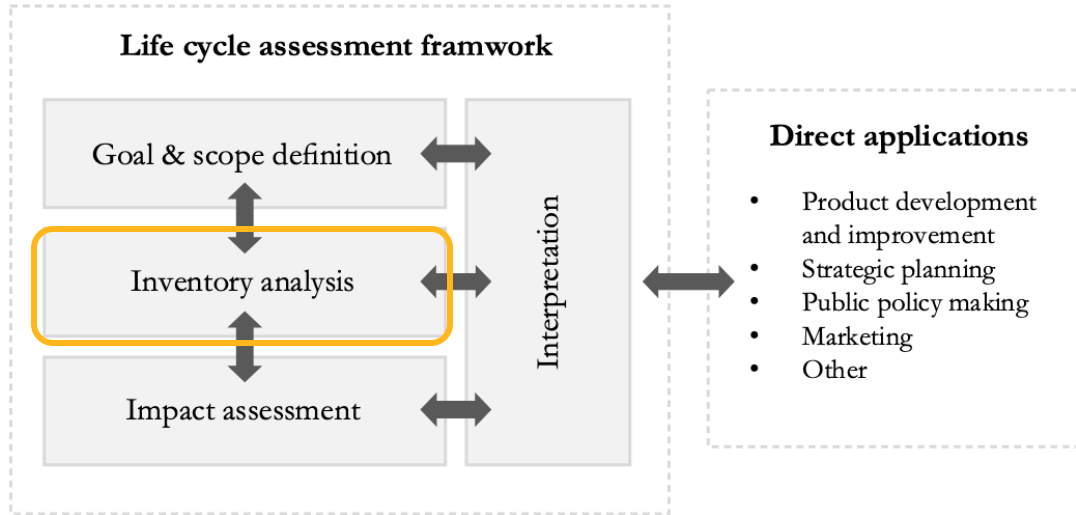 Life cycle assessment framwork
Goal & scope definition
Inventory analysis
Impact assessment
Interpretation
Direct applications
• Product development
and improvement
• Strategic planning
• Public policy making
• Marketing
• Other